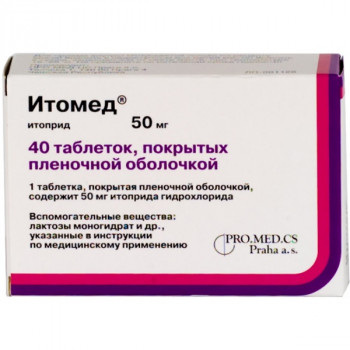 Итомед®
итоприд 50 мг
40 таблеток, покрытых
пленочной оболочкой
1 таблетка, покрытая пленочной оболочкой,
содержит 50 мг итоприда гидрохлорида
Вспомогательные вещества:
лактозы моногидрат и др.,
указанные в инструкции
по медицинскому применению
PRO.MED.CS
Praha a.s.